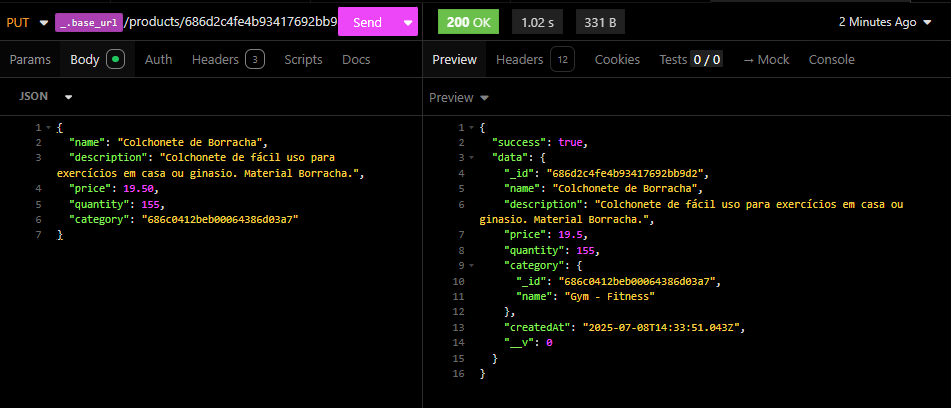 PUT _.base_url/products/686d2c4fe4b93417692bb9 Send 200 OK 1.02 s 331 B 2 Minutes Ago
Params Body Auth Headers 3 Scripts Docs Preview Headers 12 Cookies Tests 0 / 0 → Mock Console
JSON
1 {
2 "name": "Colchonete de Borracha",
3 "description": "Colchonete de fácil uso para
exercícios em casa ou ginasio. Material Borracha.",
4 "price": 19.50,
5 "quantity": 155,
6 "category": "686c0412beb00064386d03a7"
7 }
Preview
1 {
2 "success": true,
3 "data": {
4 "_id": "686d2c4fe4b93417692bb9d2",
5 "name": "Colchonete de Borracha",
6 "description": "Colchonete de fácil uso para exercícios em casa ou
ginasio. Material Borracha.",
7 "price": 19.5,
8 "quantity": 155,
9 "category": {
10 "_id": "686c0412beb00064386d03a7",
11 "name": "Gym - Fitness"
12 },
13 "createdAt": "2025-07-08T14:33:51.043Z",
14 "__v": 0
15 }
16 }